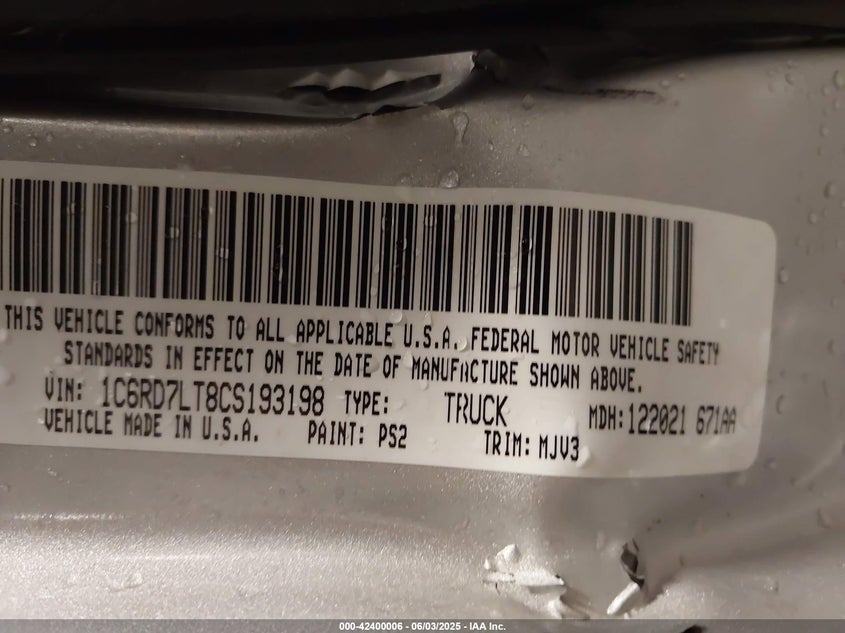 THIS VEHICLE CONFORMS TO ALL APPLICABLE U.S.A. FEDERAL MOTOR VEHICLE SAFETY
STANDARDS IN EFFECT ON THE DATE OF MANUFACTURE SHOWN ABOVE.
VIN: 1C6RD7LT8CS193198 TYPE: TRUCK MDH: 122021 671AA
VEHICLE MADE IN U.S.A. PAINT: PS2 TRIM: MJV3
000-42400006 - 06/03/2025 - IAA Inc.